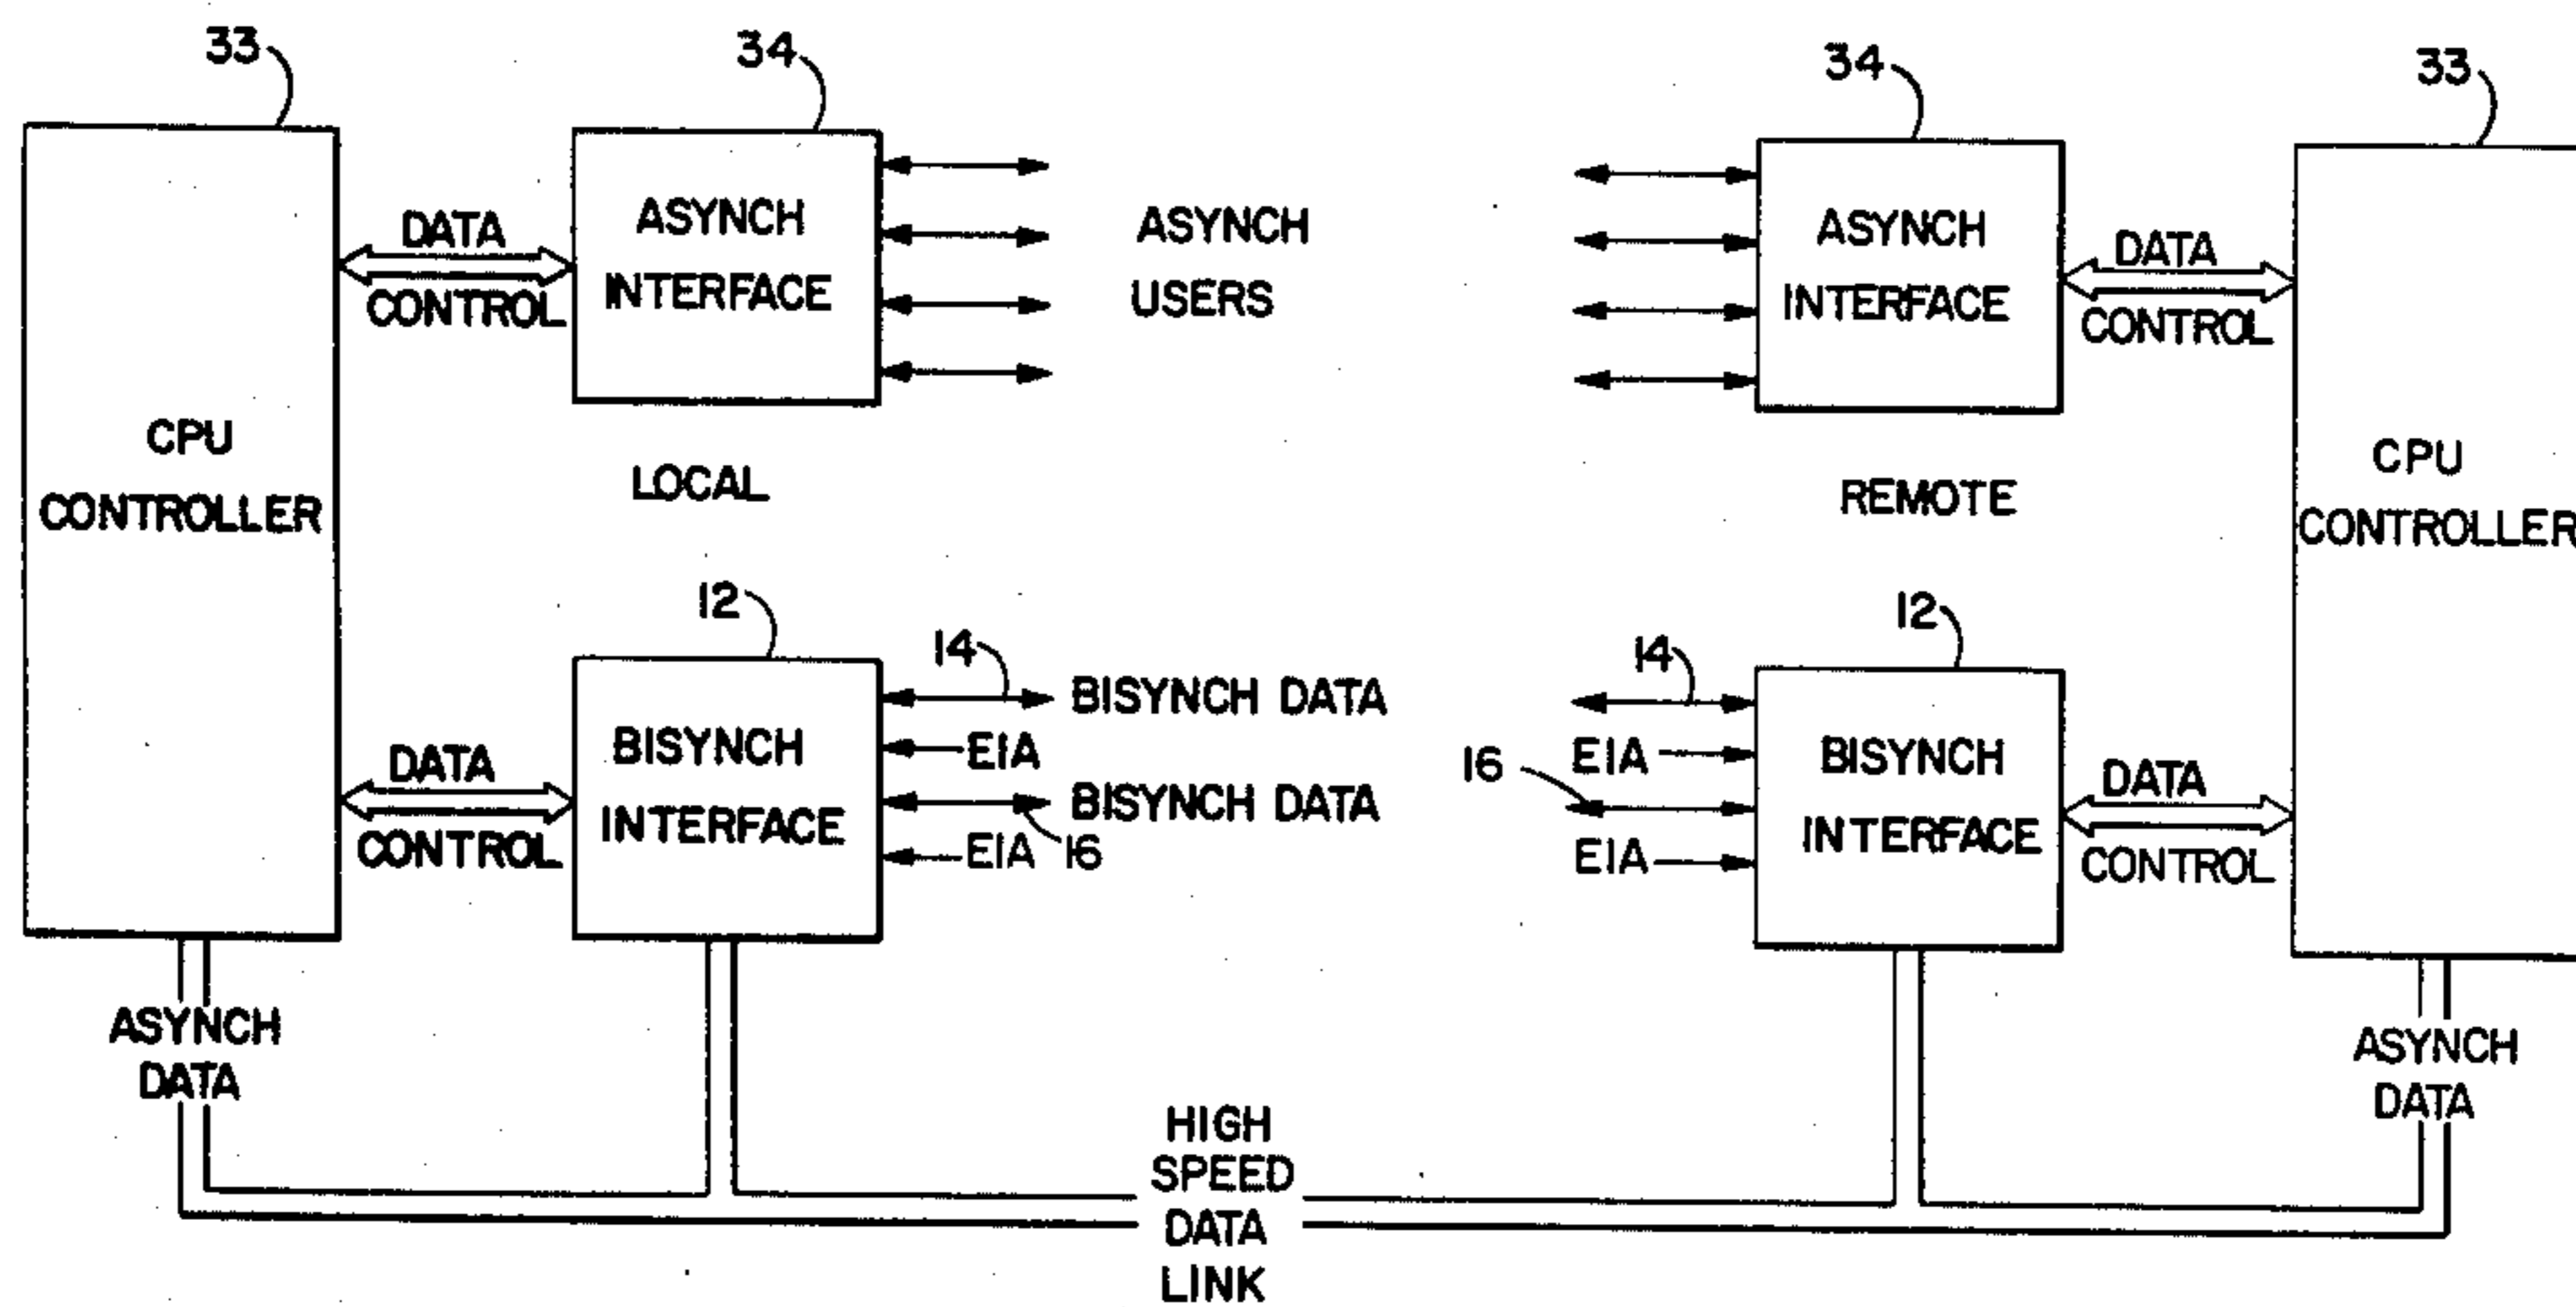 33
34
34
33
DATA
CONTROL
ASYNCH
INTERFACE
ASYNCH
USERS
ASYNCH
INTERFACE
DATA
CONTROL
CPU
CONTROLLER
LOCAL
REMOTE
CPU
CONTROLLER
12
14
BISYNCH DATA
EIA
BISYNCH DATA
EIA
16
BISYNCH
INTERFACE
DATA
CONTROL
14
12
EIA
16
EIA
BISYNCH
INTERFACE
DATA
CONTROL
ASYNCH
DATA
HIGH
SPEED
DATA
LINK
ASYNCH
DATA